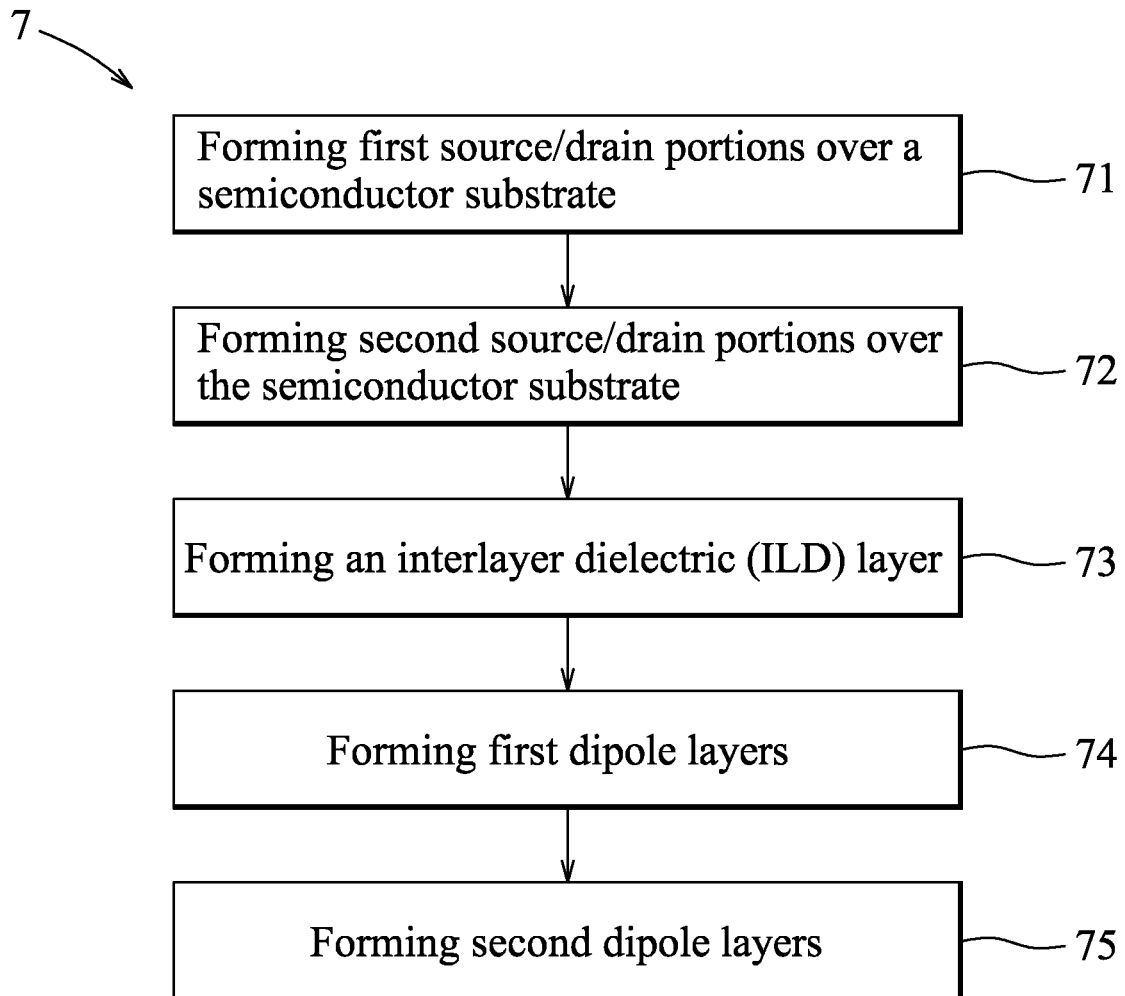 7
Forming first source/drain portions over a
semiconductor substrate
71
Forming second source/drain portions over
the semiconductor substrate
72
Forming an interlayer dielectric (ILD) layer
73
Forming first dipole layers
74
Forming second dipole layers
75